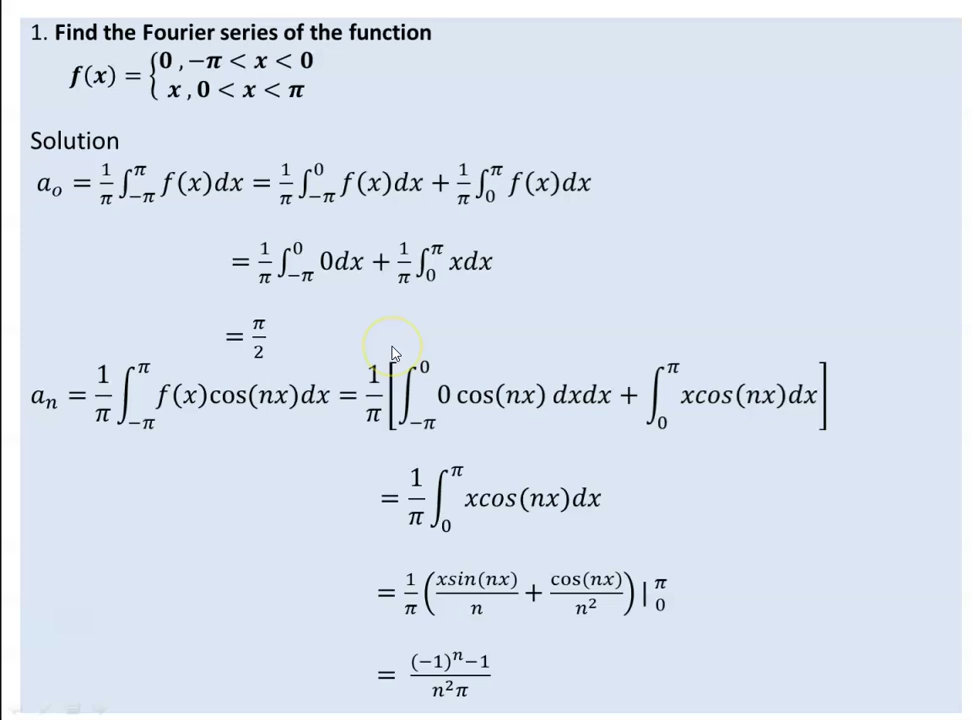 1. Find the Fourier series of the function
f(x) = {0 , −π < x < 0
x , 0 < x < π
Solution
a₀ = 1/π ∫_{−π}^{π} f(x)dx = 1/π ∫_{−π}^{0} f(x)dx + 1/π ∫_{0}^{π} f(x)dx
= 1/π ∫_{−π}^{0} 0dx + 1/π ∫_{0}^{π} xdx
= π/2
aₙ = 1/π ∫_{−π}^{π} f(x)cos(nx)dx = 1/π [∫_{−π}^{0} 0 cos(nx) dxdx + ∫_{0}^{π} xcos(nx)dx]
= 1/π ∫_{0}^{π} xcos(nx)dx
= 1/π (xsin(nx)/n + cos(nx)/n²) |_{0}^{π}
= ((−1)ⁿ−1)/(n²π)